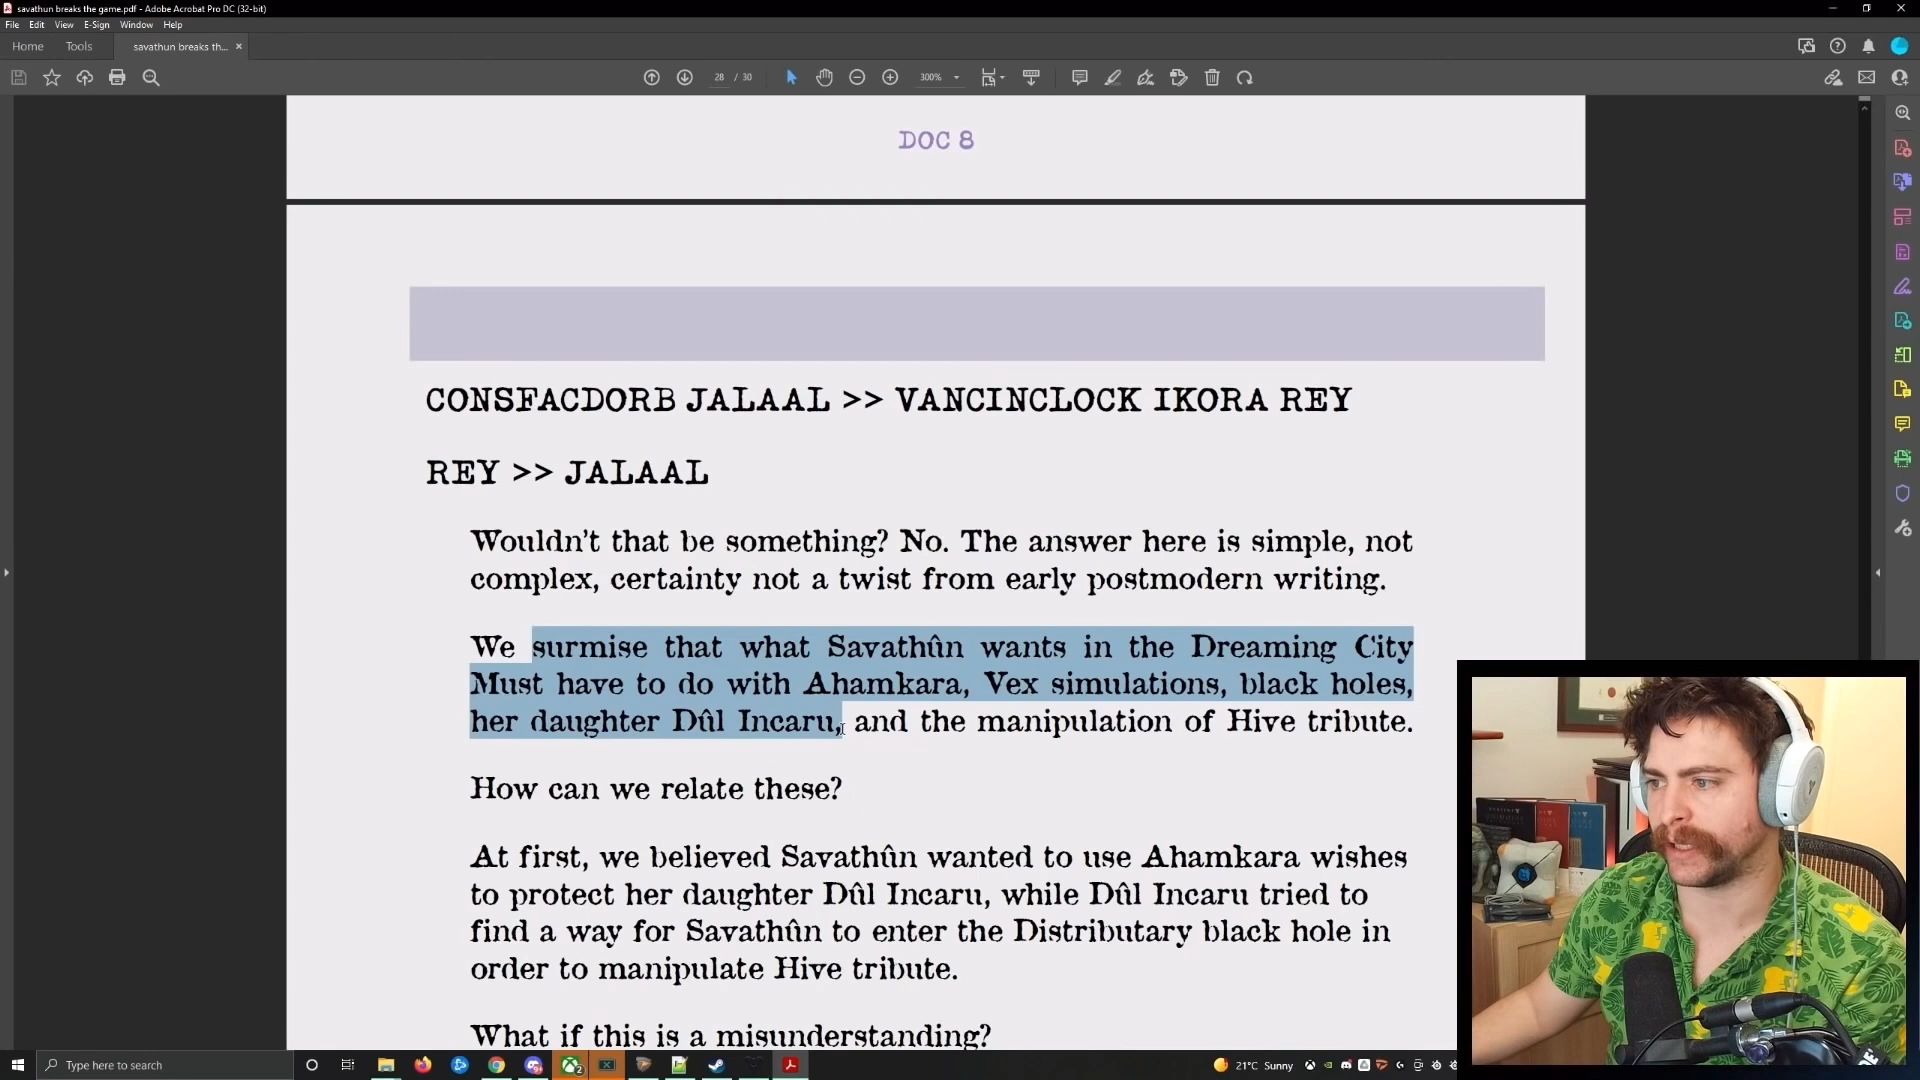 savathun breaks the game.pdf - Adobe Acrobat Pro DC (32-bit)
File Edit View E-Sign Window Help
Home Tools savathun breaks th... ×
28 / 30 300%
DOC 8
CONSFACDORB JALAAL >> VANCINCLOCK IKORA REY
REY >> JALAAL
Wouldn't that be something? No. The answer here is simple, not
complex, certainty not a twist from early postmodern writing.
We surmise that what Savathûn wants in the Dreaming City
Must have to do with Ahamkara, Vex simulations, black holes,
her daughter Dûl Incaru, and the manipulation of Hive tribute.
How can we relate these?
At first, we believed Savathûn wanted to use Ahamkara wishes
to protect her daughter Dûl Incaru, while Dûl Incaru tried to
find a way for Savathûn to enter the Distributary black hole in
order to manipulate Hive tribute.
What if this is a misunderstanding?
Type here to search
21°C Sunny